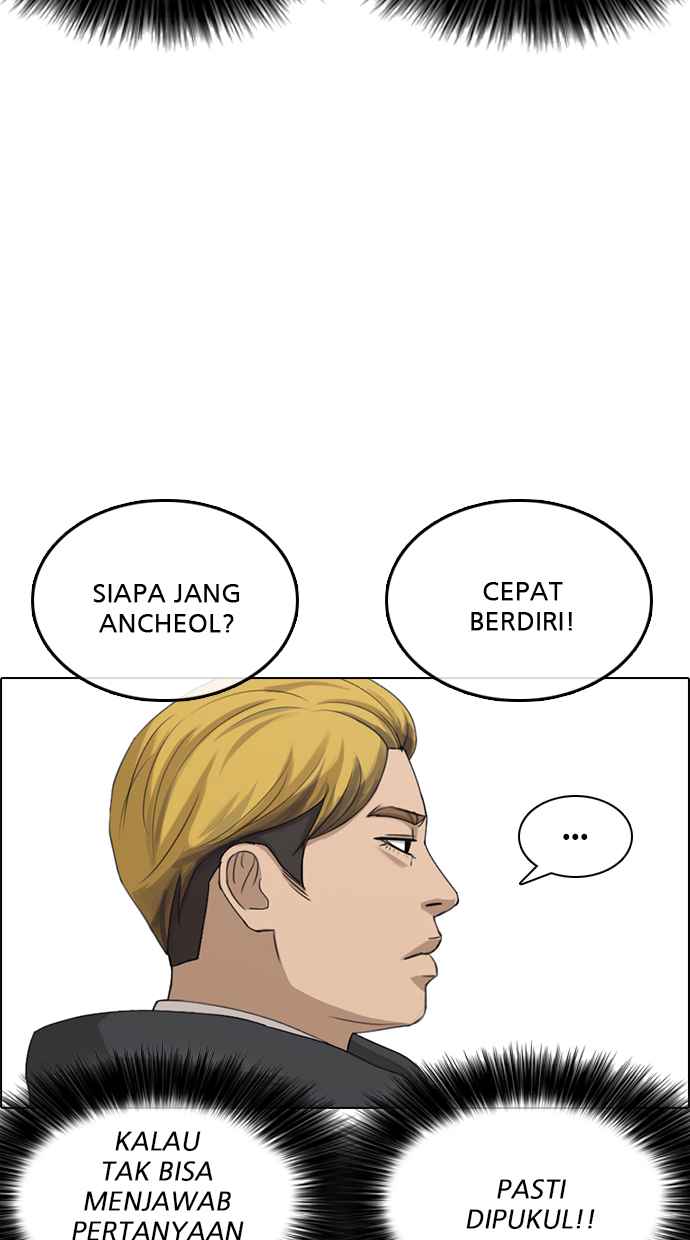 SIAPA JANG
ANCHEOL?
CEPAT
BERDIRI!
...
KALAU
TAK BISA
MENJAWAB
PERTANYAAN
PASTI
DIPUKUL!!